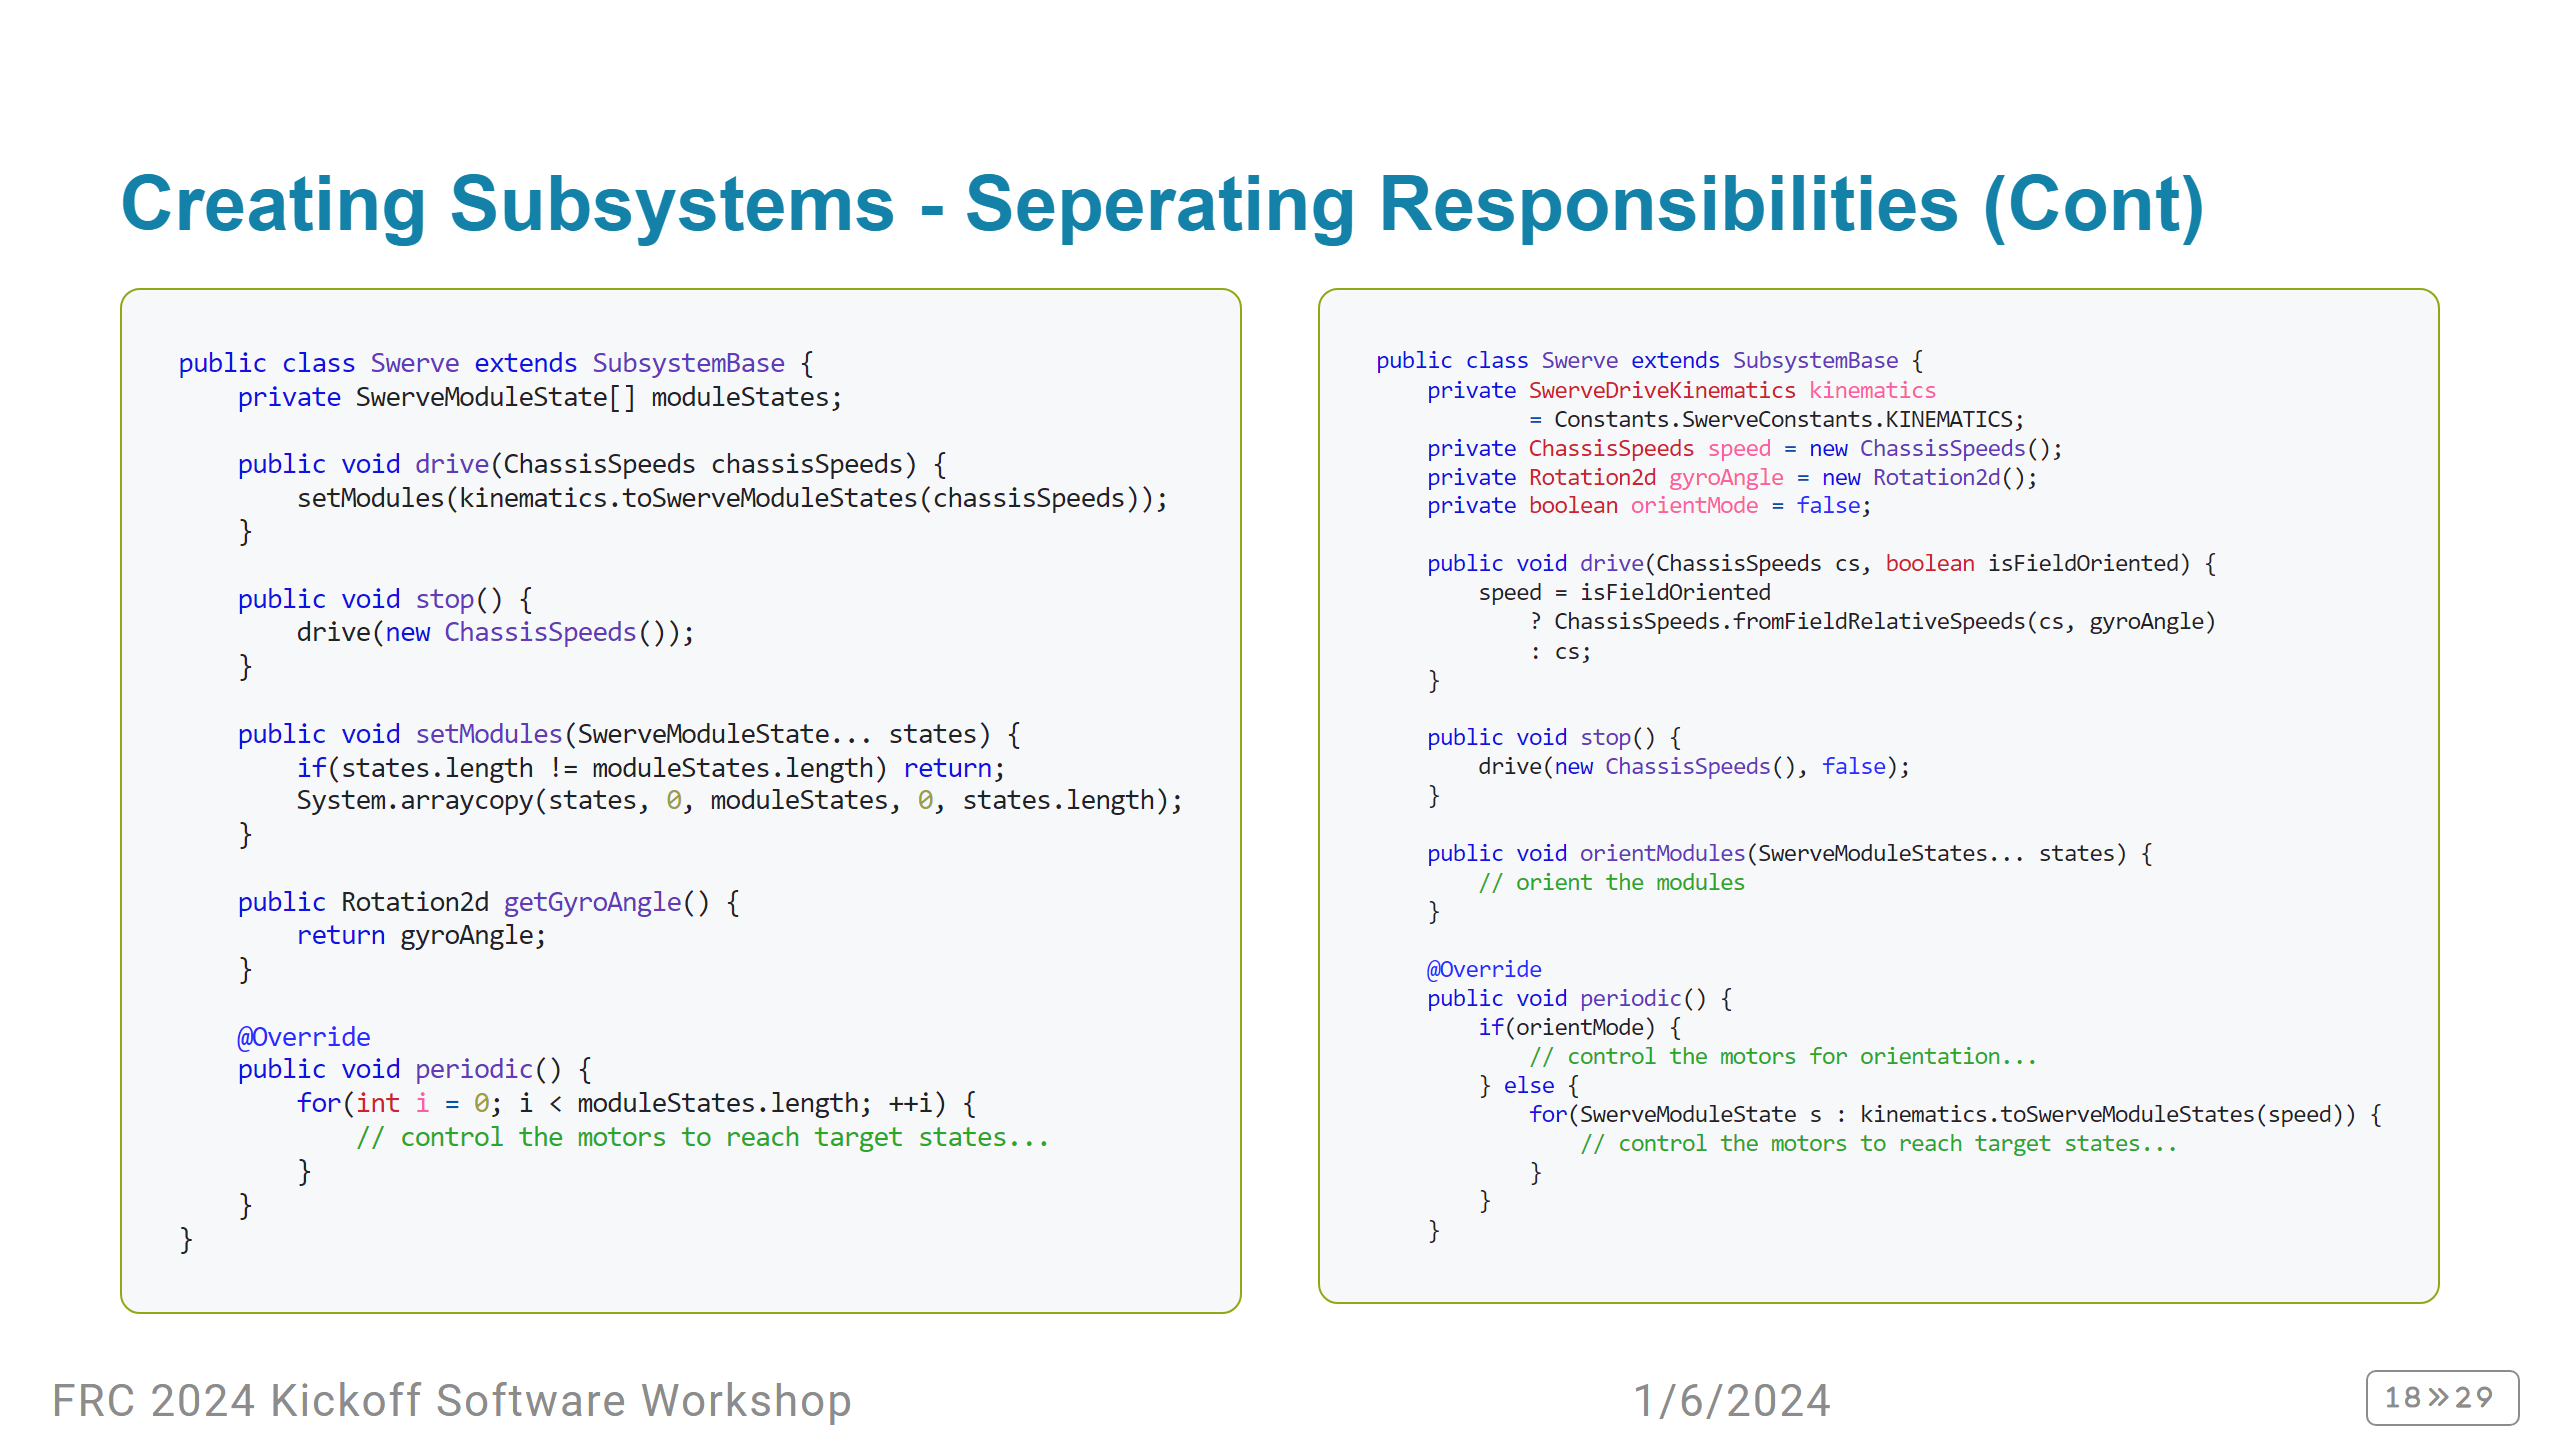 Creating Subsystems - Seperating Responsibilities (Cont)
public class Swerve extends SubsystemBase {
    private SwerveModuleState[] moduleStates;

    public void drive(ChassisSpeeds chassisSpeeds) {
        setModules(kinematics.toSwerveModuleStates(chassisSpeeds));
    }

    public void stop() {
        drive(new ChassisSpeeds());
    }

    public void setModules(SwerveModuleState... states) {
        if(states.length != moduleStates.length) return;
        System.arraycopy(states, 0, moduleStates, 0, states.length);
    }

    public Rotation2d getGyroAngle() {
        return gyroAngle;
    }

    @Override
    public void periodic() {
        for(int i = 0; i < moduleStates.length; ++i) {
            // control the motors to reach target states...
        }
    }
}
public class Swerve extends SubsystemBase {
    private SwerveDriveKinematics kinematics
            = Constants.SwerveConstants.KINEMATICS;
    private ChassisSpeeds speed = new ChassisSpeeds();
    private Rotation2d gyroAngle = new Rotation2d();
    private boolean orientMode = false;

    public void drive(ChassisSpeeds cs, boolean isFieldOriented) {
        speed = isFieldOriented
            ? ChassisSpeeds.fromFieldRelativeSpeeds(cs, gyroAngle)
            : cs;
    }

    public void stop() {
        drive(new ChassisSpeeds(), false);
    }

    public void orientModules(SwerveModuleStates... states) {
        // orient the modules
    }

    @Override
    public void periodic() {
        if(orientMode) {
            // control the motors for orientation...
        } else {
            for(SwerveModuleState s : kinematics.toSwerveModuleStates(speed)) {
                // control the motors to reach target states...
            }
        }
    }
FRC 2024 Kickoff Software Workshop
1/6/2024
18»29